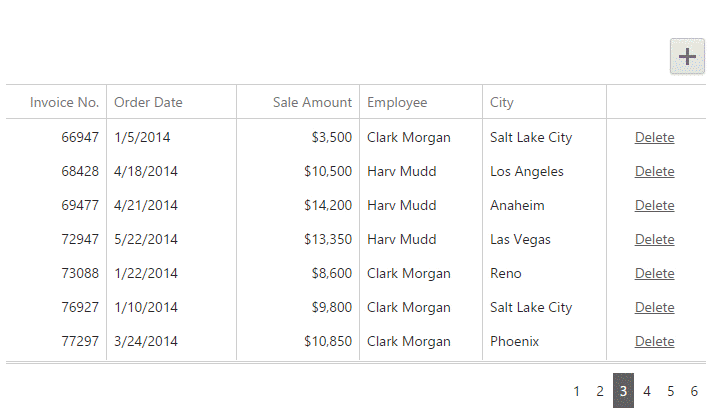 Invoice No. Order Date Sale Amount Employee City
66947 1/5/2014 $3,500 Clark Morgan Salt Lake City Delete
68428 4/18/2014 $10,500 Harv Mudd Los Angeles Delete
69477 4/21/2014 $14,200 Harv Mudd Anaheim Delete
72947 5/22/2014 $13,350 Harv Mudd Las Vegas Delete
73088 1/22/2014 $8,600 Clark Morgan Reno Delete
76927 1/10/2014 $9,800 Clark Morgan Salt Lake City Delete
77297 3/24/2014 $10,850 Clark Morgan Phoenix Delete
1 2 3 4 5 6